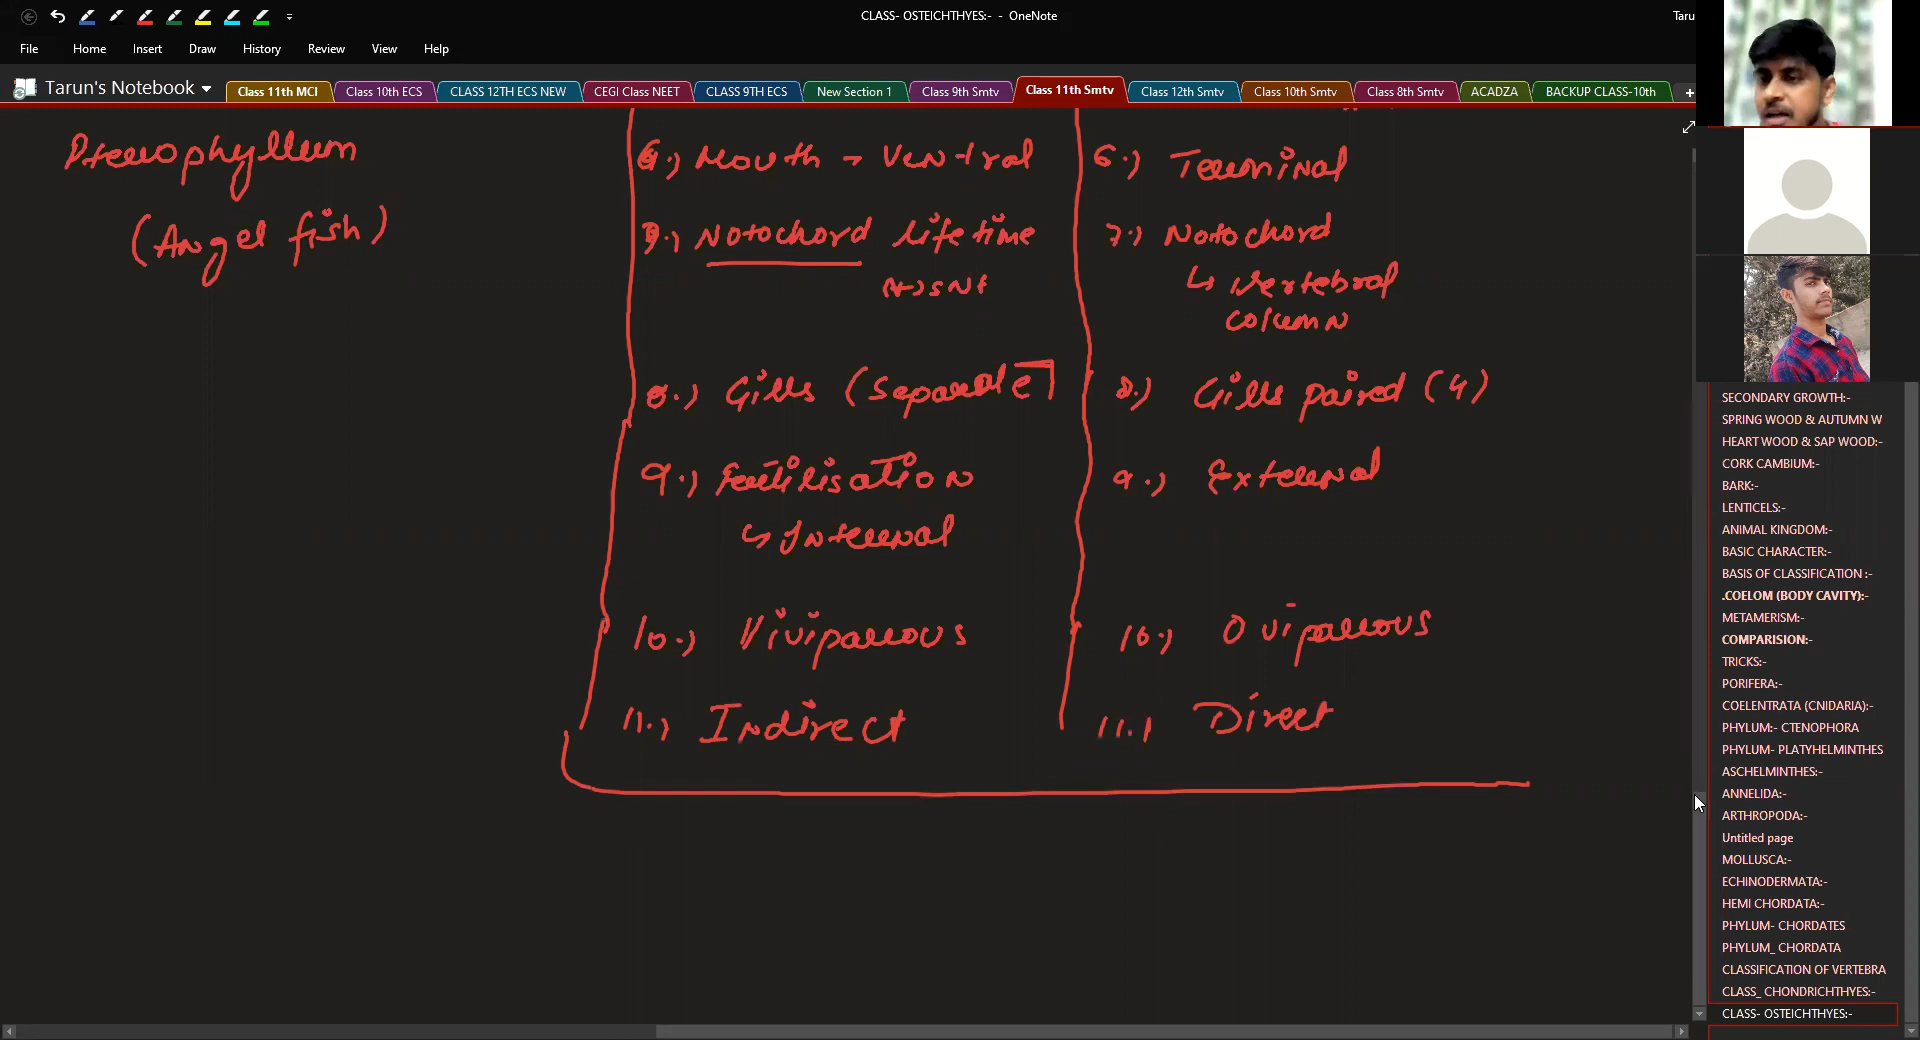 CLASS- OSTEICHTHYES:- - OneNote
Taru
File Home Insert Draw History Review View Help
Tarun's Notebook
Class 11th MCI Class 10th ECS CLASS 12TH ECS NEW CEGI Class NEET CLASS 9TH ECS New Section 1 Class 9th Smtv Class 11th Smtv Class 12th Smtv Class 10th Smtv Class 8th Smtv ACADZA BACKUP CLASS-10th +
Pterophyllum
(Angel fish)
6.) Mouth → Ventral
7.) Notochord lifetime
8.) Gills (Separate)
9.) Fertilisation
↳ Internal
10.) Viviparous
11.) Indirect
6.) Terminal
7.) Notochord
↳ Vertebral
column
8.) Gills paired (4)
9.) External
10.) Oviparous
11.) Direct
SECONDARY GROWTH:-
SPRING WOOD & AUTUMN W
HEART WOOD & SAP WOOD:-
CORK CAMBIUM:-
BARK:-
LENTICELS:-
ANIMAL KINGDOM:-
BASIC CHARACTER:-
BASIS OF CLASSIFICATION :-
.COELOM (BODY CAVITY):-
METAMERISM:-
COMPARISION:-
TRICKS:-
PORIFERA:-
COELENTRATA (CNIDARIA):-
PHYLUM:- CTENOPHORA
PHYLUM- PLATYHELMINTHES
ASCHELMINTHES:-
ANNELIDA:-
ARTHROPODA:-
Untitled page
MOLLUSCA:-
ECHINODERMATA:-
HEMI CHORDATA:-
PHYLUM- CHORDATES
PHYLUM_ CHORDATA
CLASSIFICATION OF VERTEBRA
CLASS_ CHONDRICHTHYES:-
CLASS- OSTEICHTHYES:-